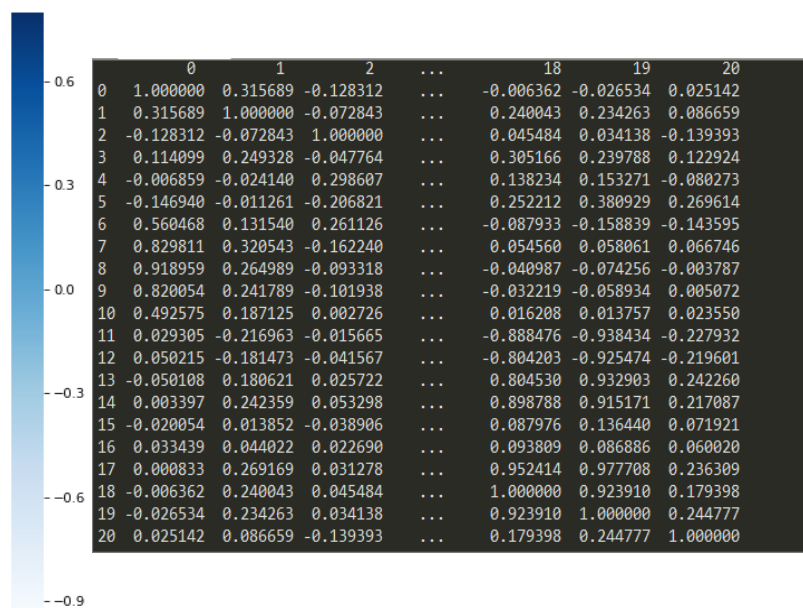 0.6
0.3
0.0
−0.3
−0.6
−0.9
0 1 2 ... 18 19 20
0 1.000000 0.315689 -0.128312 ... -0.006362 -0.026534 0.025142
1 0.315689 1.000000 -0.072843 ... 0.240043 0.234263 0.086659
2 -0.128312 -0.072843 1.000000 ... 0.045484 0.034138 -0.139393
3 0.114099 0.249328 -0.047764 ... 0.305166 0.239788 0.122924
4 -0.006859 -0.024140 0.298607 ... 0.138234 0.153271 -0.080273
5 -0.146940 -0.011261 -0.206821 ... 0.252212 0.380929 0.269614
6 0.560468 0.131540 0.261126 ... -0.087933 -0.158839 -0.143595
7 0.829811 0.320543 -0.162240 ... 0.054560 0.058061 0.066746
8 0.918959 0.264989 -0.093318 ... -0.040987 -0.074256 -0.003787
9 0.820054 0.241789 -0.101938 ... -0.032219 -0.058934 0.005072
10 0.492575 0.187125 0.002726 ... 0.016208 0.013757 0.023550
11 0.029305 -0.216963 -0.015665 ... -0.888476 -0.938434 -0.227932
12 0.050215 -0.181473 -0.041567 ... -0.804203 -0.925474 -0.219601
13 -0.050108 0.180621 0.025722 ... 0.804530 0.932903 0.242260
14 0.003397 0.242359 0.053298 ... 0.898788 0.915171 0.217087
15 -0.020054 0.013852 -0.038906 ... 0.087976 0.136440 0.071921
16 0.033439 0.044022 0.022690 ... 0.093809 0.086886 0.060020
17 0.000833 0.269169 0.031278 ... 0.952414 0.977708 0.236309
18 -0.006362 0.240043 0.045484 ... 1.000000 0.923910 0.179398
19 -0.026534 0.234263 0.034138 ... 0.923910 1.000000 0.244777
20 0.025142 0.086659 -0.139393 ... 0.179398 0.244777 1.000000